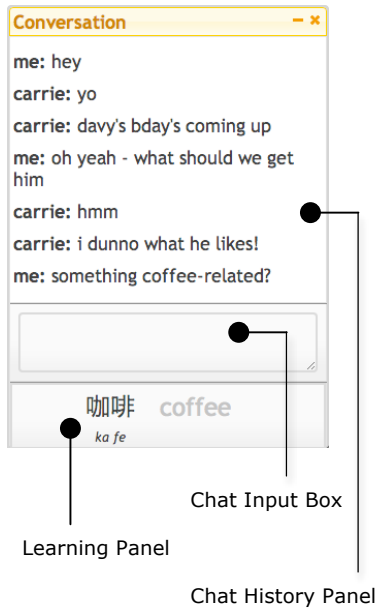 Conversation
me: hey
carrie: yo
carrie: davy's bday's coming up
me: oh yeah - what should we get
him
carrie: hmm
carrie: i dunno what he likes!
me: something coffee-related?
咖啡 coffee
ka fe
Chat Input Box
Learning Panel
Chat History Panel